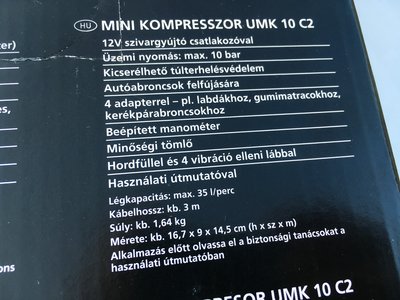 HU MINI KOMPRESSZOR UMK 10 C2
12V szivargyújtó csatlakozóval
Üzemi nyomás: max. 10 bar
Kicserélhető túlterhelésvédelem
Autóabroncsok felfújására
4 adapterrel – pl. labdákhoz, gumimatracokhoz,
kerékpárabroncsokhoz
Beépített manométer
Minőségi tömlő
Hordfüllel és 4 vibráció elleni lábbal
Használati útmutatóval
Légkapacitás: max. 35 l/perc
Kábelhossz: kb. 3 m
Súly: kb. 1,64 kg
Mérete: kb. 16,7 x 9 x 14,5 cm (h x sz x m)
Alkalmazás előtt olvassa el a biztonsági tanácsokat a
használati útmutatóban
UMK 10 C2